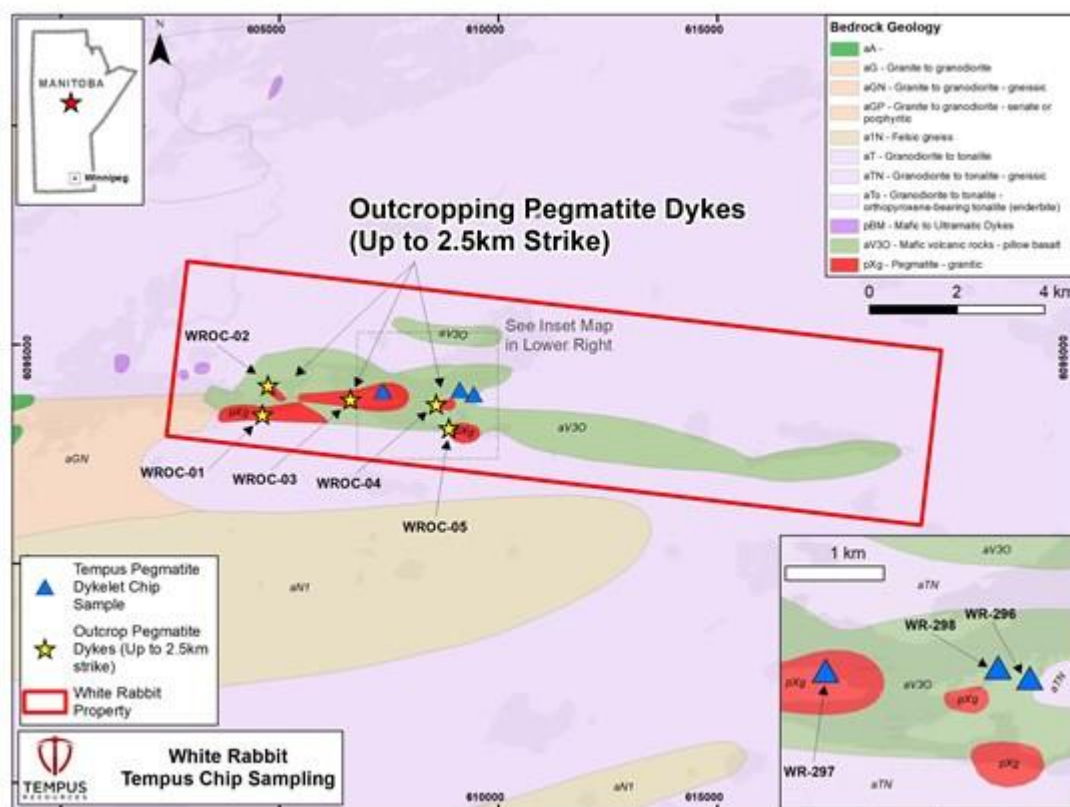 605000
610000
615000
N
MANITOBA
Winnipeg
Bedrock Geology
aA -
aG - Granite to granodiorite
aGN - Granite to granodiorite - gneissic
aGP - Granite to granodiorite - seriate or
porphyritic
a1N - Felsic gneiss
aT - Granodiorite to tonalite
aTN - Granodiorite to tonalite - gneissic
aTo - Granodiorite to tonalite -
orthopyroxene-bearing tonalite (enderbite)
pBM - Mafic to Ultramafic Dykes
aV3O - Mafic volcanic rocks - pillow basalt
pXg - Pegmatite - granitic
0 2 4 km
Outcropping Pegmatite Dykes
(Up to 2.5km Strike)
See Inset Map
in Lower Right
6095000
6095000
WROC-02
aV3O
pXg
pXg
aV3O
aGN
WROC-01
WROC-03
WROC-04
WROC-05
aN1
Tempus Pegmatite
Dykelet Chip
Sample
Outcrop Pegmatite
Dykes (Up to 2.5km
strike)
White Rabbit
Property
TEMPUS
RESOURCES
White Rabbit
Tempus Chip Sampling
1 km
aV3O
aTN
WR-296
WR-298
pXg
aV3O
aTN
pXg
WR-297
pXg
aTN
aN1
610000
615000